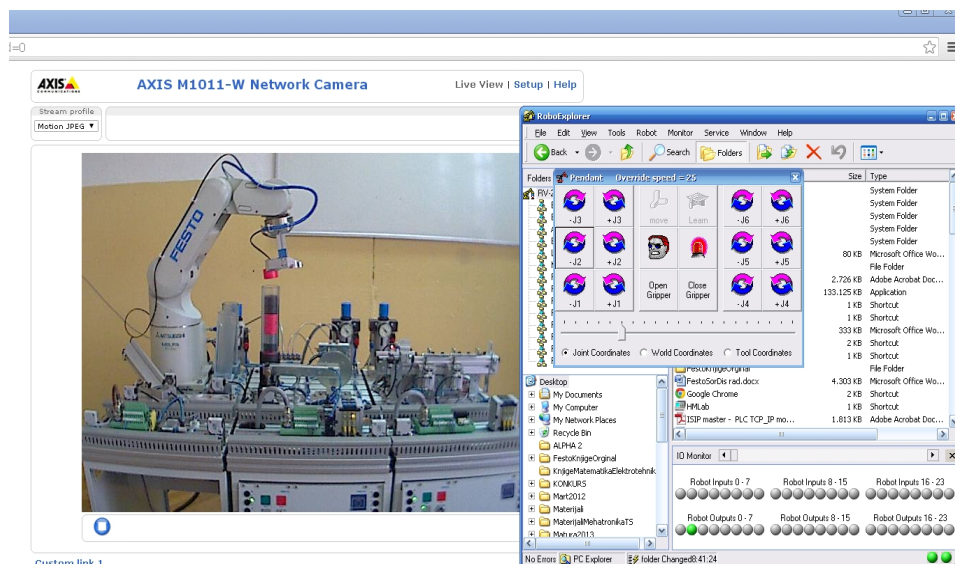 d=0
AXIS
COMMUNICATIONS
AXIS M1011-W Network Camera
Live View | Setup | Help
Stream profile
Motion JPEG
FESTO
MITSUBISHI
Custom link 1
RoboExplorer
File Edit View Tools Robot Monitor Service Window Help
Back Search Folders
Folders
Size Type
Pendant Override speed = 25
-J3 +J3 move Learn -J6 +J6
-J2 +J2 -J5 +J5
-J1 +J1 Open Gripper Close Gripper -J4 +J4
Joint Coordinates World Coordinates Tool Coordinates
System Folder
System Folder
System Folder
System Folder
System Folder
80 KB Microsoft Office Wo...
File Folder
2.726 KB Adobe Acrobat Doc...
133.125 KB Application
1 KB Shortcut
1 KB Shortcut
333 KB Microsoft Office Wo...
2 KB Shortcut
1 KB Shortcut
File Folder
FestoSorDis rad.docx 4.303 KB Microsoft Office Wo...
Google Chrome 2 KB Shortcut
HMLab 1 KB Shortcut
ISIP master - PLC TCP_IP mo... 1.813 KB Adobe Acrobat Doc...
Desktop
My Documents
My Computer
My Network Places
Recycle Bin
ALPHA 2
FestoKnjigeOrginal
KnjigeMatematikaElektrotehnik
KONKURS
Mart2012
Materijali
MaterijaliMehatronikaTS
Matura2013
IO Monitor
Robot Inputs 0 - 7 Robot Inputs 8 - 15 Robot Inputs 16 - 23
Robot Outputs 0 - 7 Robot Outputs 8 - 15 Robot Outputs 16 - 23
No Errors PC Explorer folder Changed8:41:24